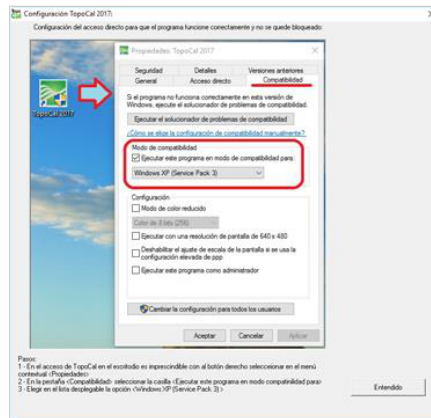 Configuración TopoCal 2017:
Configuración del acceso directo para que el programa funcione correctamente y no se quede bloqueado:
Propiedades: TopoCal 2017
Seguridad Detalles Versiones anteriores
General Acceso directo Compatibilidad
TopoCal 2017
Si el programa no funciona correctamente en esta versión de
Windows, ejecute el solucionador de problemas de compatibilidad.
Ejecutar el solucionador de problemas de compatibilidad
¿Cómo se elige la configuración de compatibilidad manualmente?
Modo de compatibilidad
Ejecutar este programa en modo de compatibilidad para:
Windows XP (Service Pack 3)
Configuración
Modo de color reducido
Color de 8 bits (256)
Ejecutar con una resolución de pantalla de 640 x 480
Deshabilitar el ajuste de escala de la pantalla si se usa la
configuración elevada de ppp
Ejecutar este programa como administrador
Cambiar la configuración para todos los usuarios
Aceptar Cancelar Aplicar
Pasos:
1 - En el acceso de TopoCal en el escritodio es imprescindible con al botón derecho seleccionar en el menú
contextual <Propiedades>
2 - En la pestaña <Compatibilidad> seleccionar la casilla <Ejecutar este programa en modo compatibilidad para>
3 - Elegir en el lista desplegable la opción <Windows XP (Service Pack 3) >
Entendido